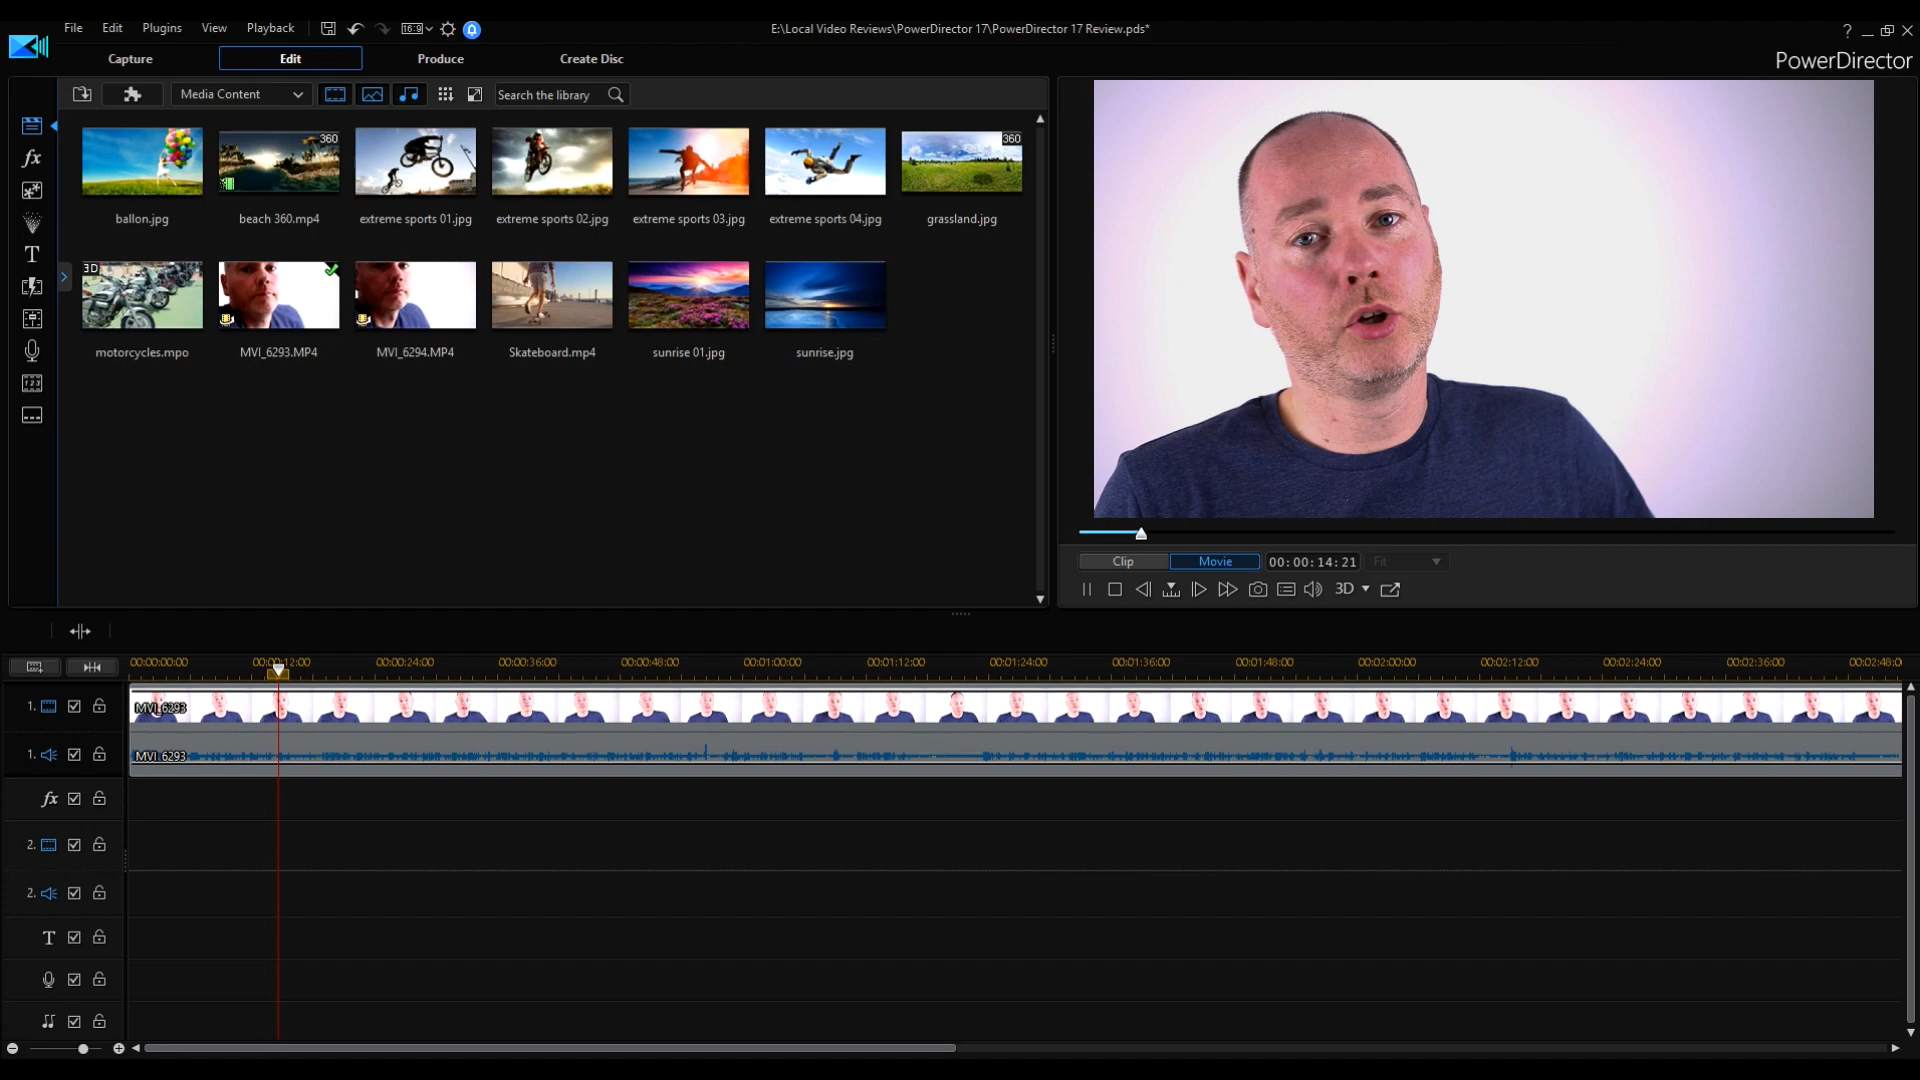 File Edit Plugins View Playback 16:9 E:\Local Video Reviews\PowerDirector 17\PowerDirector 17 Review.pds* ?
Capture Edit Produce Create Disc PowerDirector
Media Content Search the library
360 360
ballon.jpg beach 360.mp4 extreme sports 01.jpg extreme sports 02.jpg extreme sports 03.jpg extreme sports 04.jpg grassland.jpg
3D
motorcycles.mpo MVI_6293.MP4 MVI_6294.MP4 Skateboard.mp4 sunrise 01.jpg sunrise.jpg
fx
T
123
Clip Movie 00:00:14:21 Fit
3D
00:00:00:00 00:00:12:00 00:00:24:00 00:00:36:00 00:00:48:00 00:01:00:00 00:01:12:00 00:01:24:00 00:01:36:00 00:01:48:00 00:02:00:00 00:02:12:00 00:02:24:00 00:02:36:00 00:02:48:0
1. MVI_6293
1. MVI_6293
fx
2.
2.
T